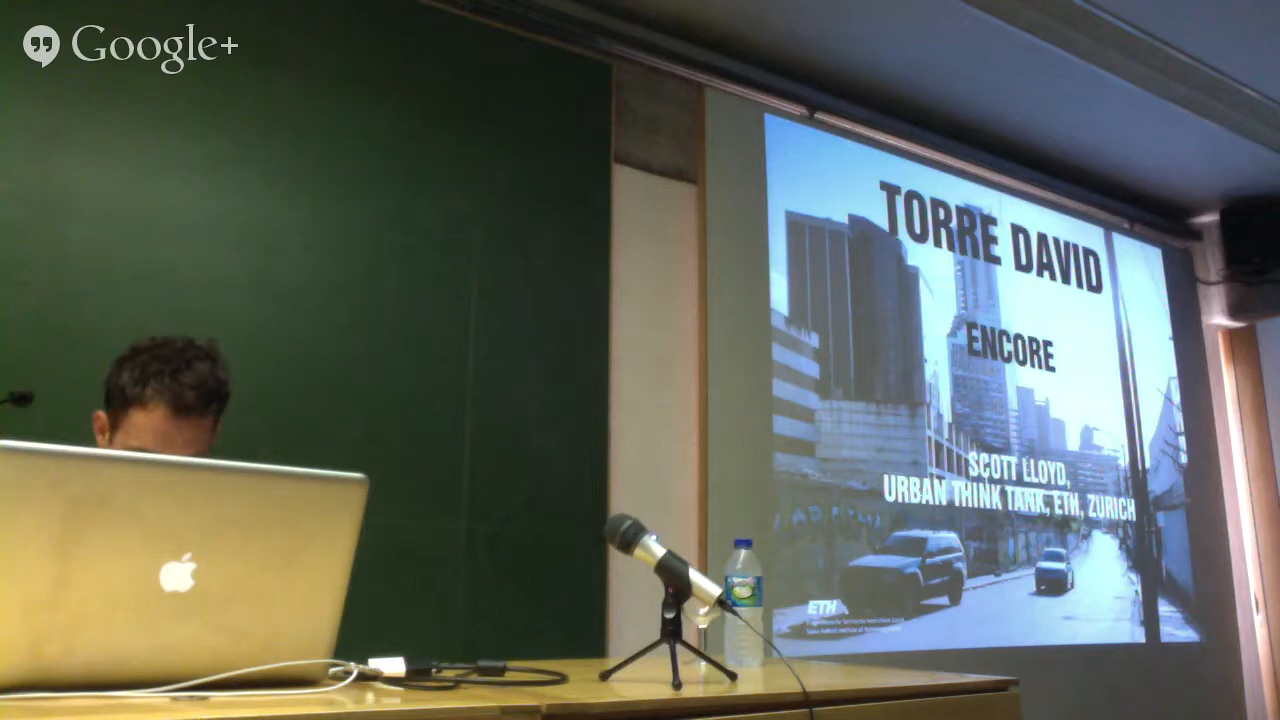 Google+
TORRE DAVID
ENCORE
SCOTT LLOYD,
URBAN THINK TANK, ETH, ZURICH
ETH